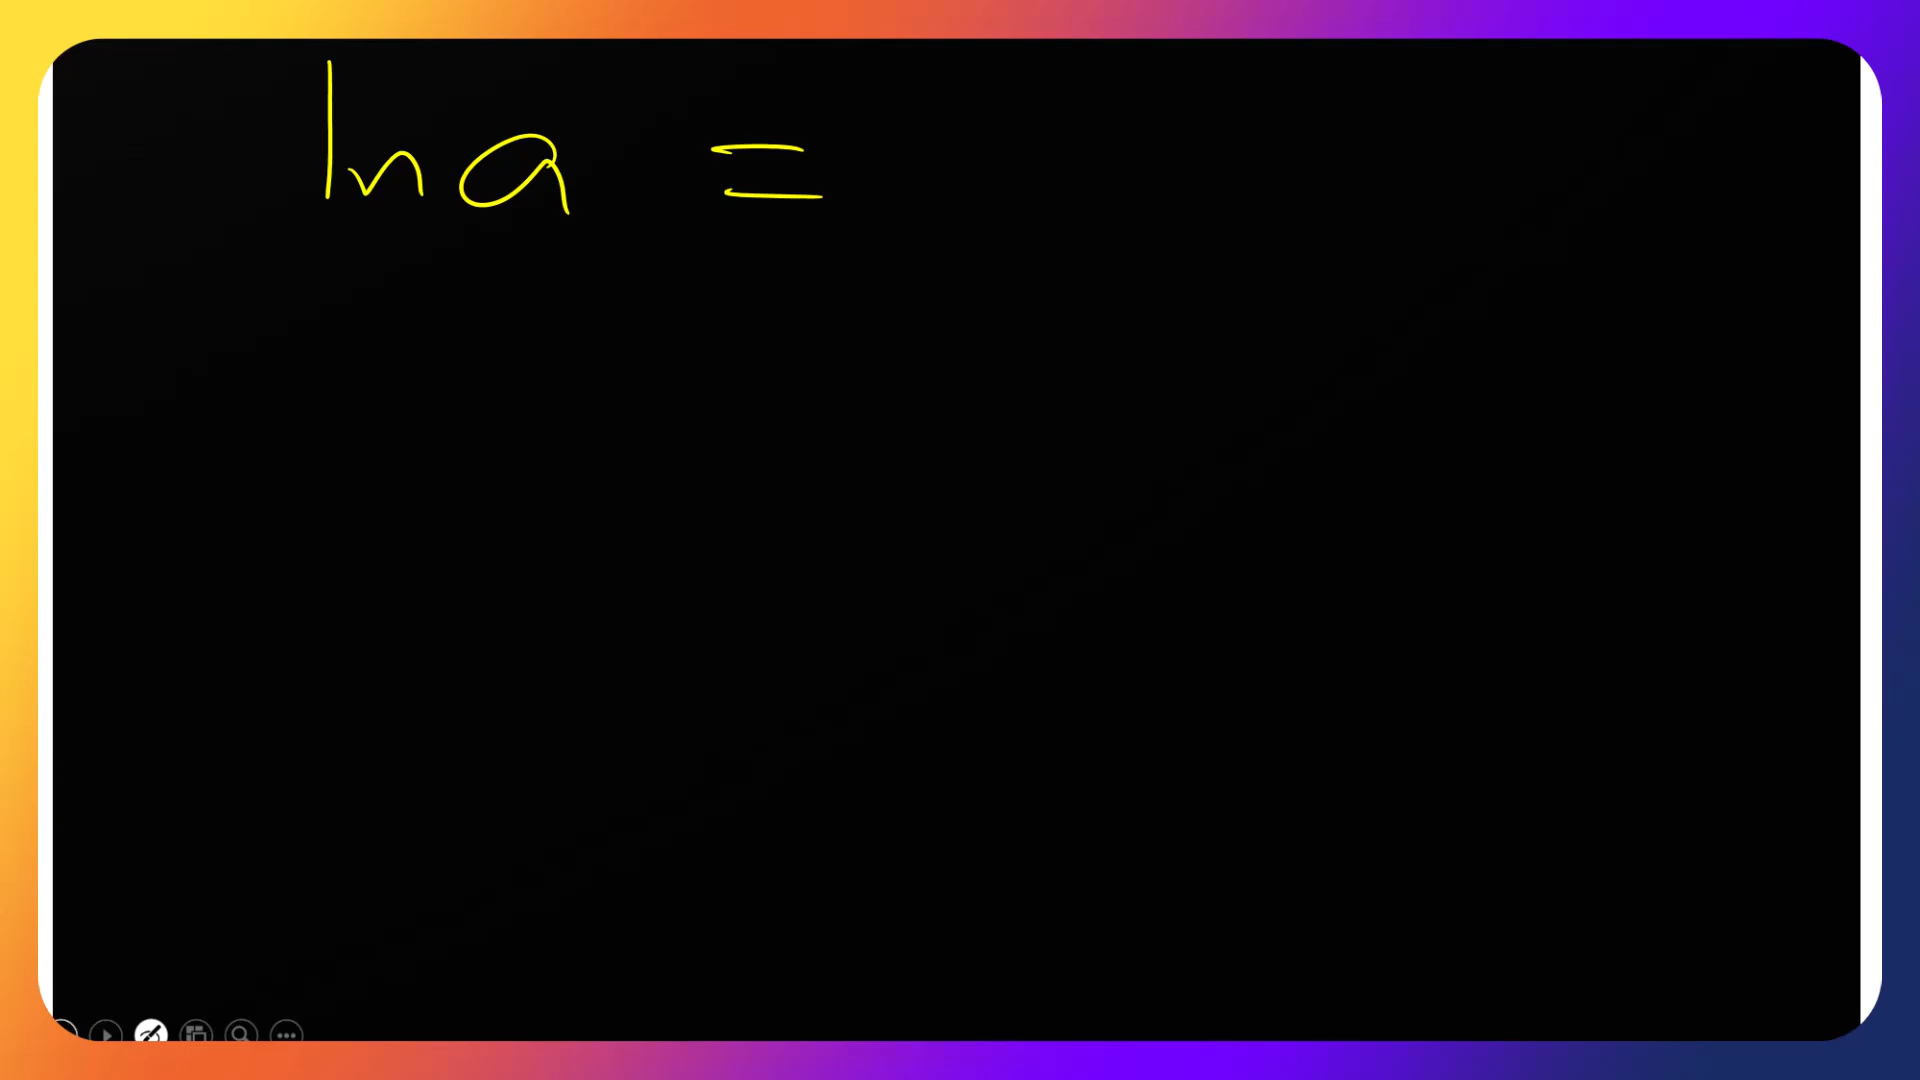 ln a =